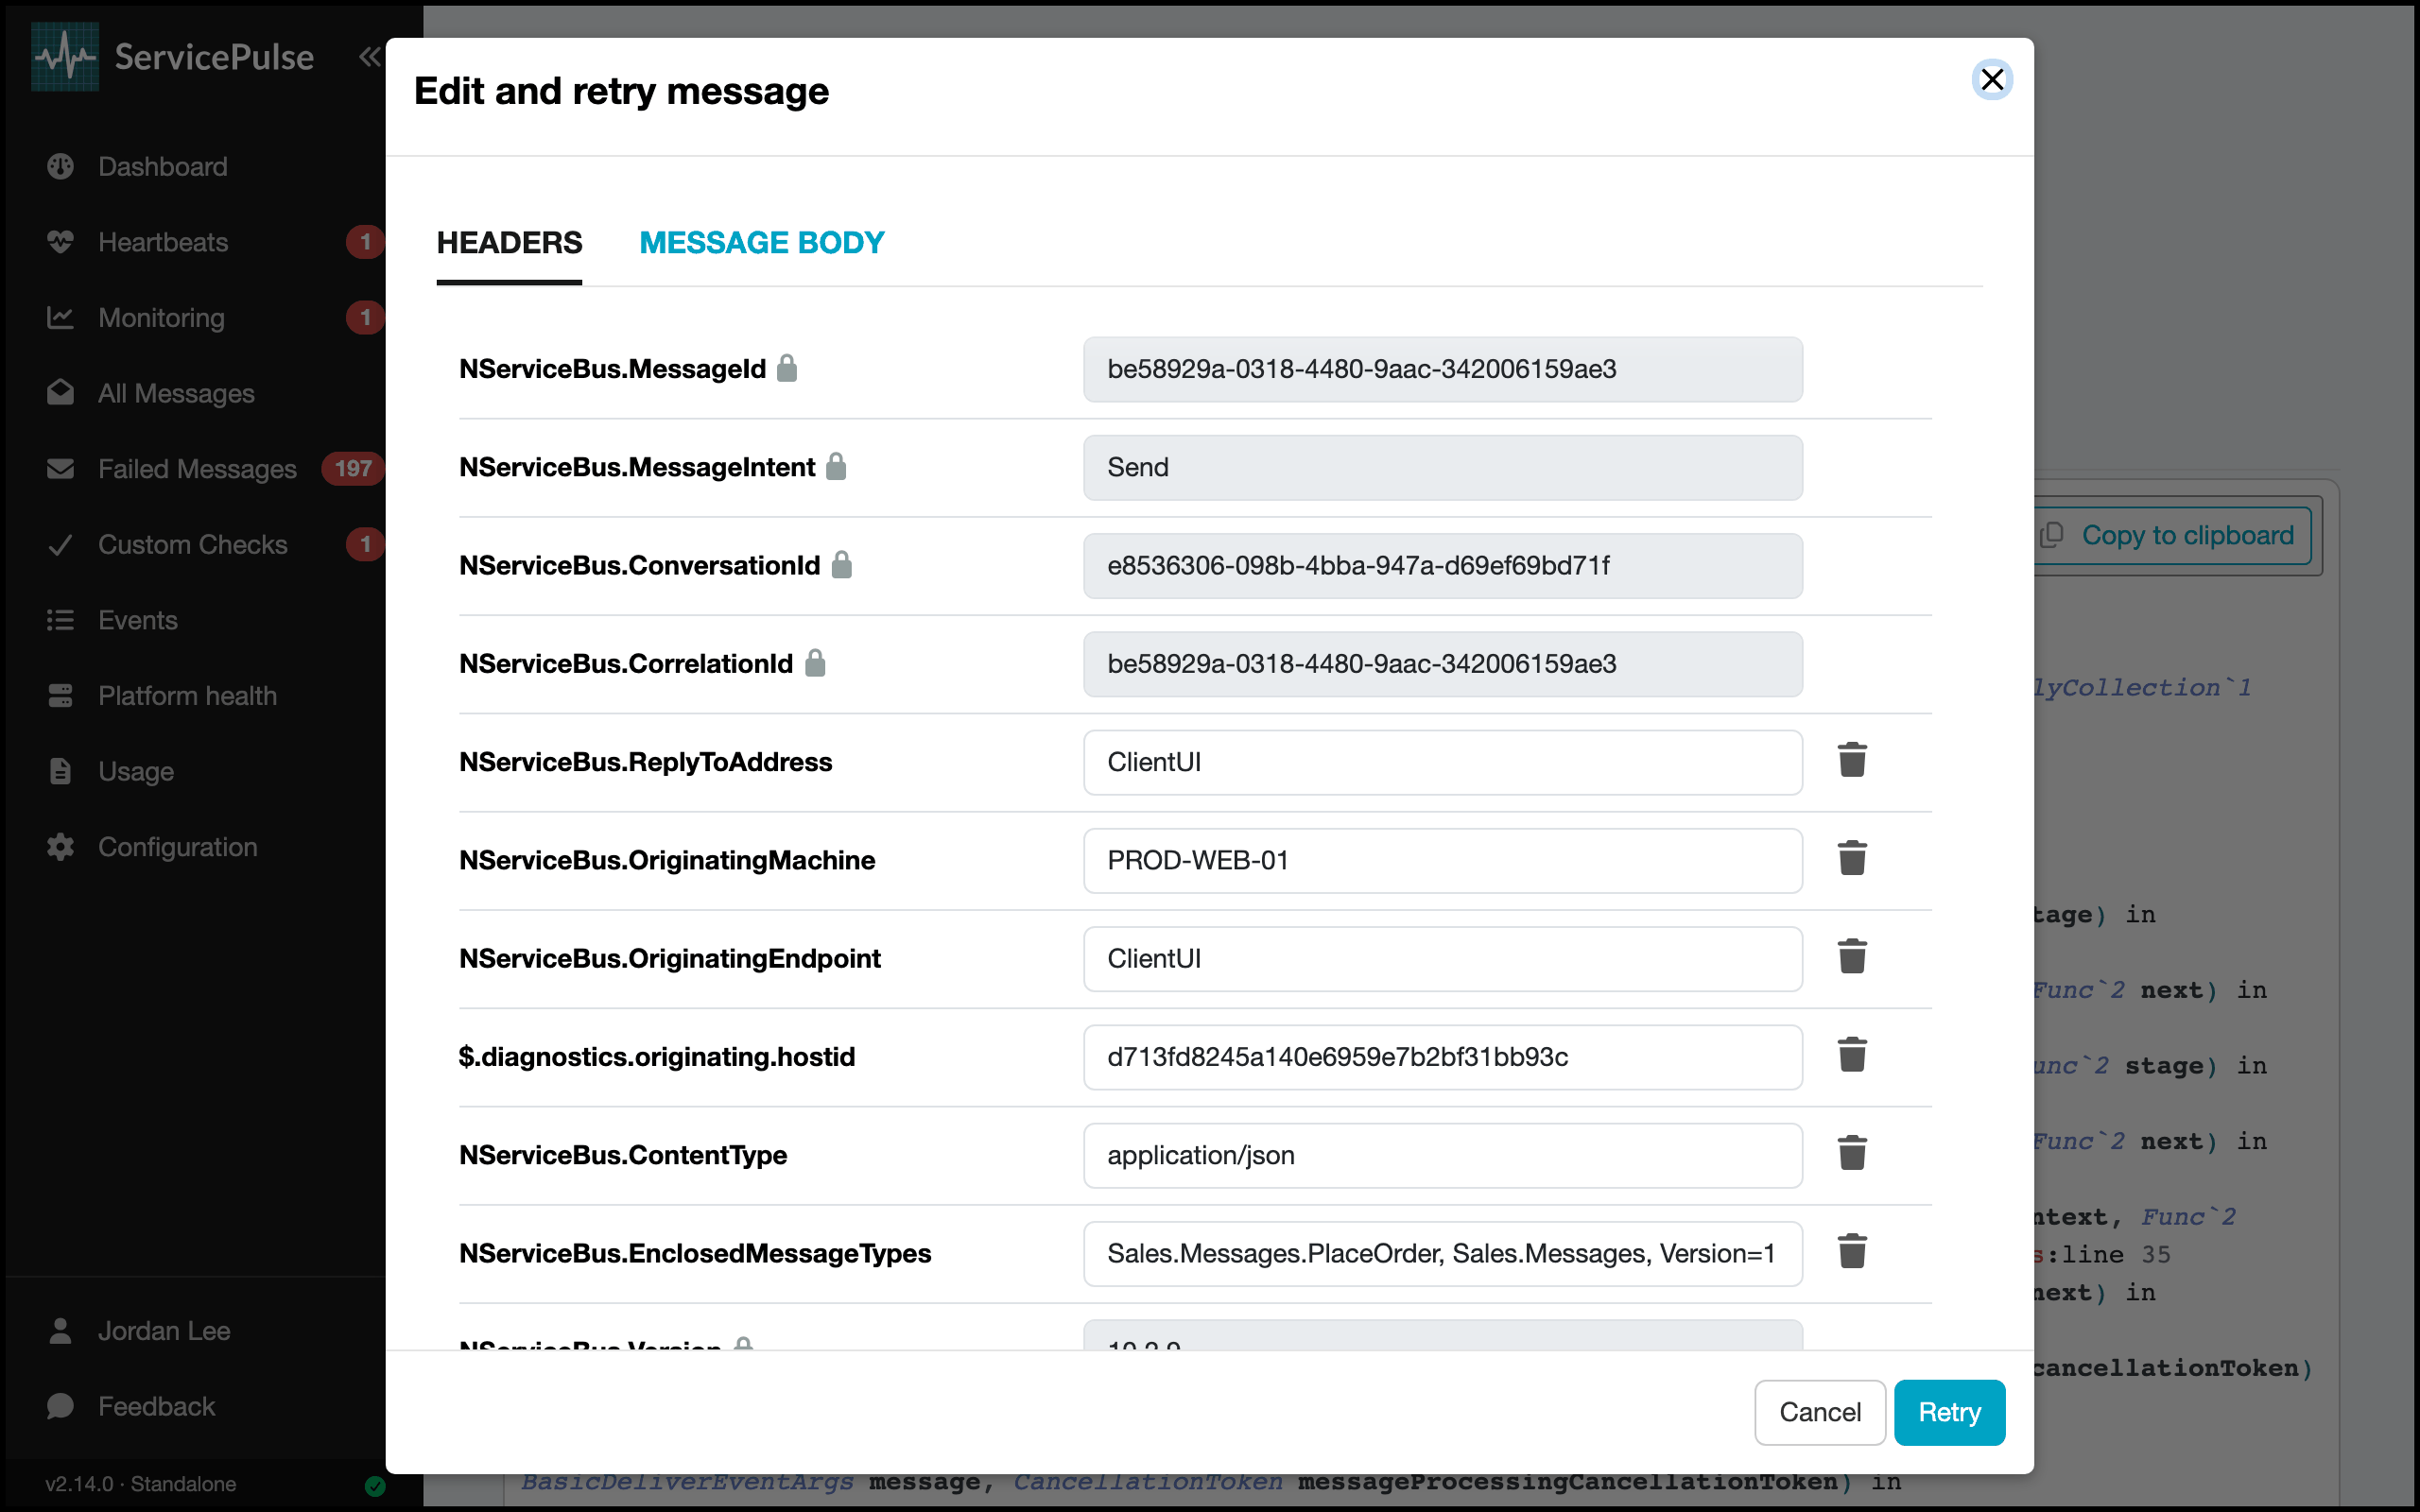 ServicePulse
Dashboard
Heartbeats 1
Monitoring 1
All Messages
Failed Messages 197
Custom Checks 1
Events
Platform health
Usage
Configuration
Jordan Lee
Feedback
v2.14.0 · Standalone
Edit and retry message
HEADERS MESSAGE BODY
NServiceBus.MessageId be58929a-0318-4480-9aac-342006159ae3
NServiceBus.MessageIntent Send
NServiceBus.ConversationId e8536306-098b-4bba-947a-d69ef69bd71f
NServiceBus.CorrelationId be58929a-0318-4480-9aac-342006159ae3
NServiceBus.ReplyToAddress ClientUI
NServiceBus.OriginatingMachine PROD-WEB-01
NServiceBus.OriginatingEndpoint ClientUI
$.diagnostics.originating.hostid d713fd8245a140e6959e7b2bf31bb93c
NServiceBus.ContentType application/json
NServiceBus.EnclosedMessageTypes Sales.Messages.PlaceOrder, Sales.Messages, Version=1
NServiceBus.Version
Cancel Retry
Copy to clipboard
lyCollection`1
tage) in
Func`2 next) in
unc`2 stage) in
Func`2 next) in
ntext, Func`2
s:line 35
next) in
cancellationToken)
BasicDeliverEventArgs message, CancellationToken messageProcessingCancellationToken) in